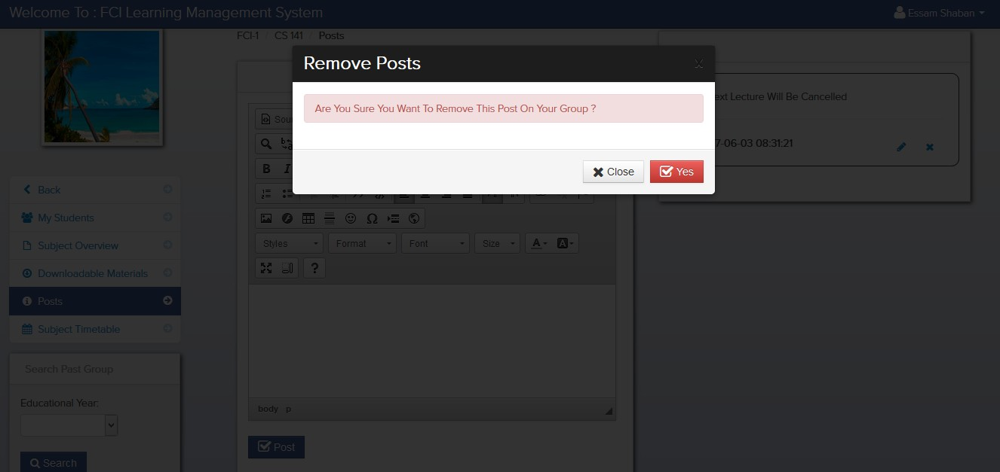 Welcome To : FCI Learning Management System
Essam Shaban
FCI-1 / CS 141 / Posts
Remove Posts
×
Are You Sure You Want To Remove This Post On Your Group ?
Close
Yes
Lecture Will Be Cancelled
-06-03 08:31:21
Back
My Students
Subject Overview
Downloadable Materials
Posts
Subject Timetable
Search Past Group
Educational Year:
Search
B I
Styles
Format
Font
Size
A
A
?
body p
Post